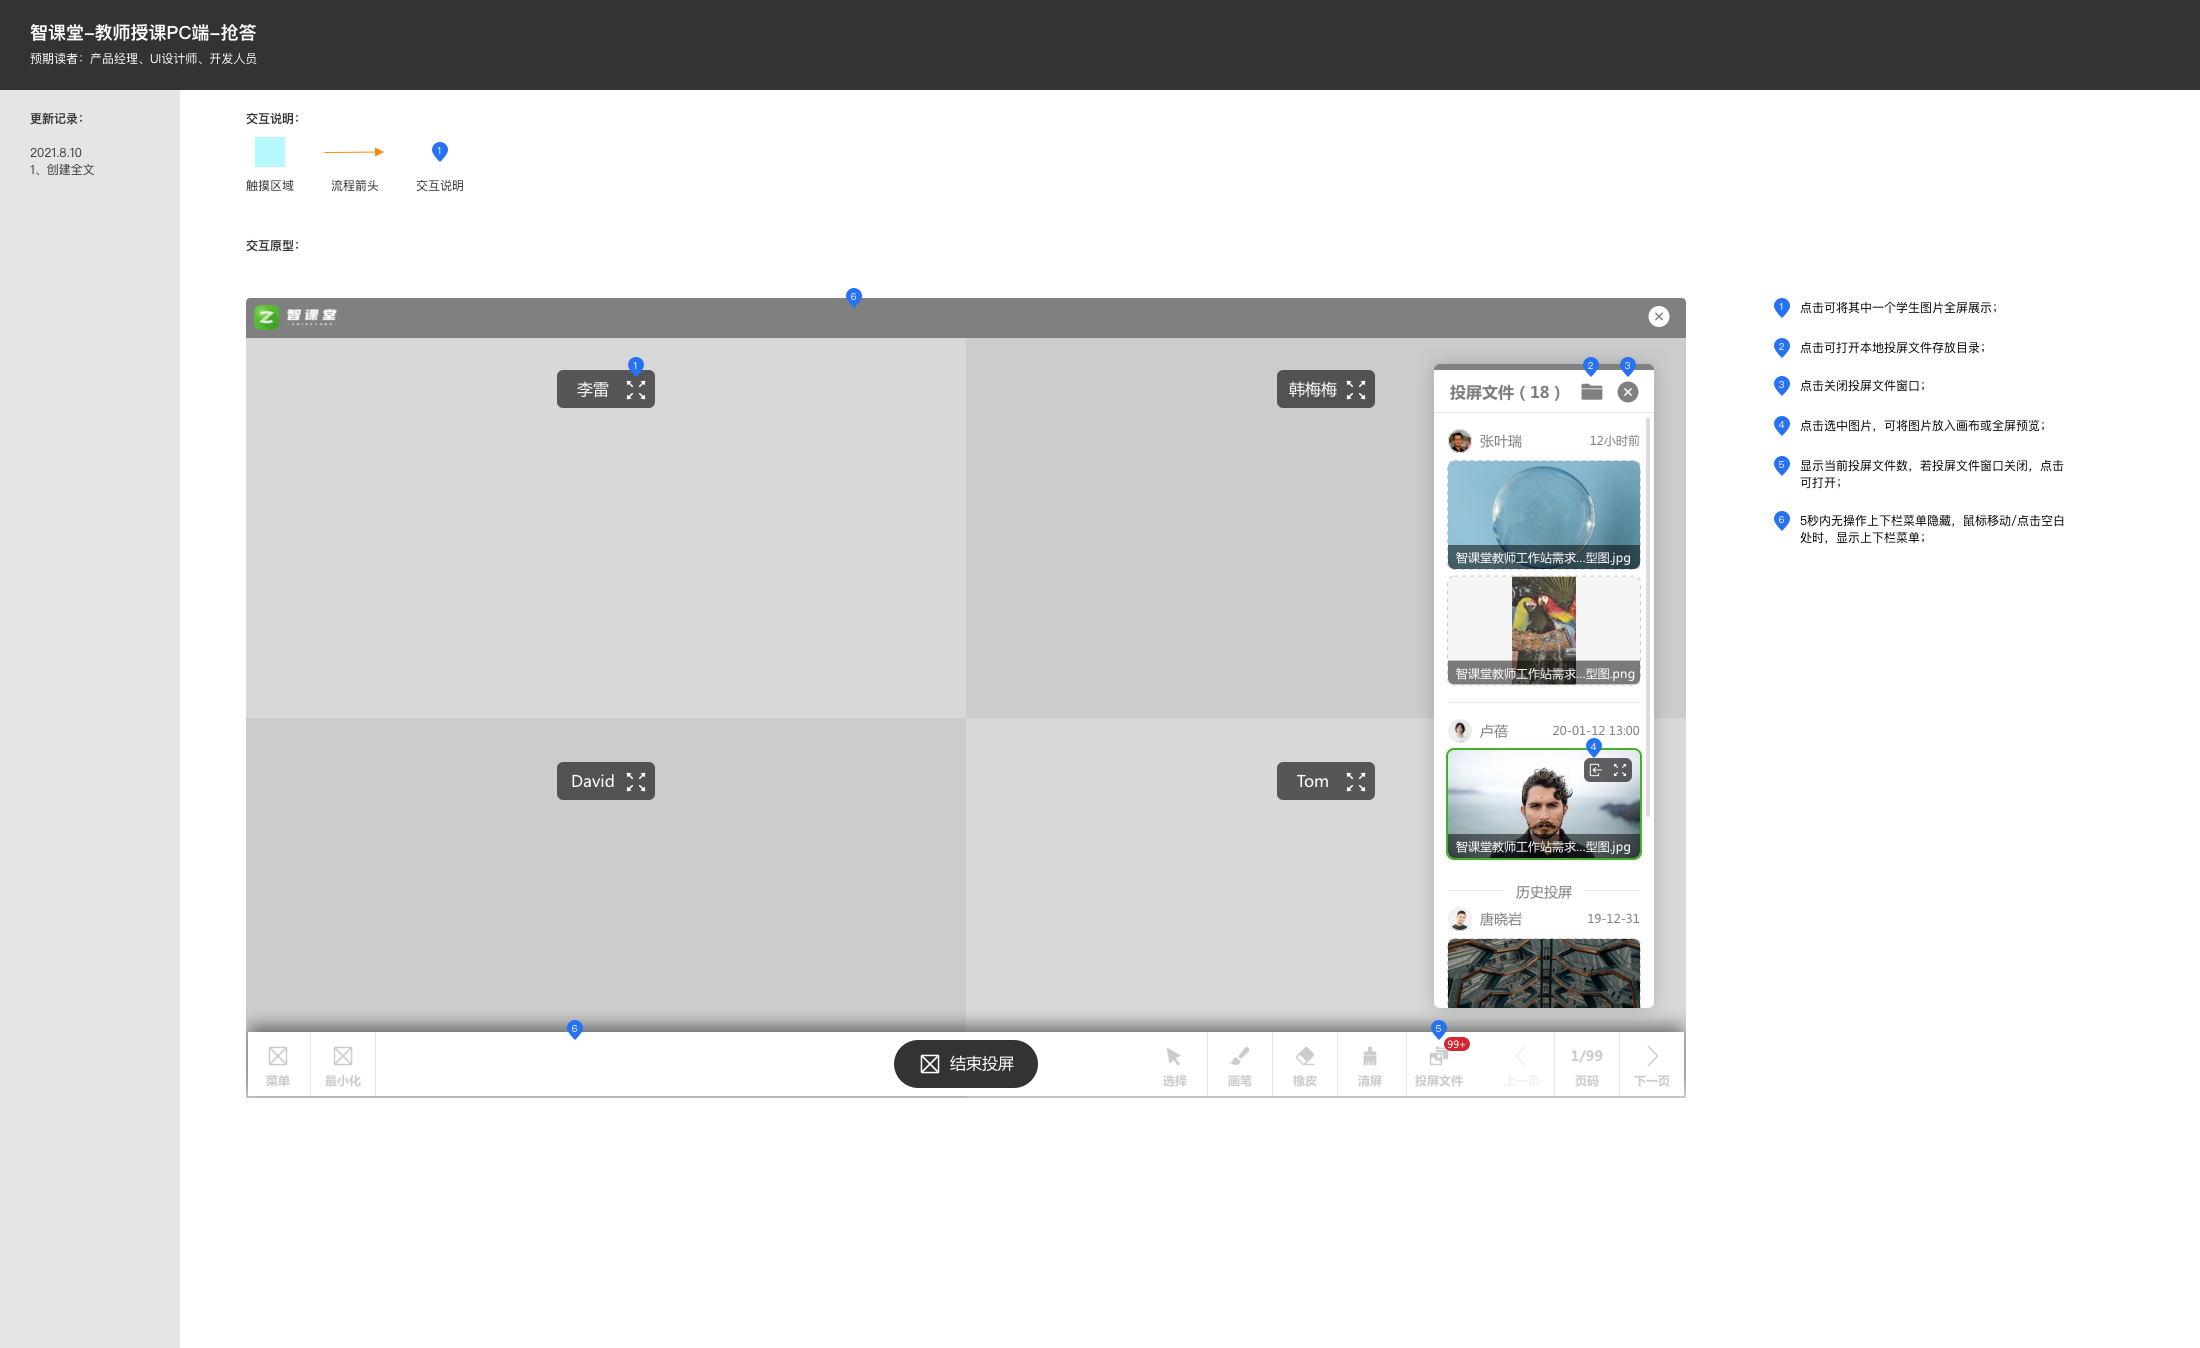 智课堂-教师授课PC端-抢答
预期读者：产品经理、UI设计师、开发人员
更新记录：
2021.8.10
1、创建全文
交互说明：
1
触摸区域
流程箭头
交互说明
交互原型：
6
智课堂
李雷
1
韩梅梅
2
3
投屏文件（18）
张叶瑞
12小时前
智课堂教师工作站需求...型图.jpg
智课堂教师工作站需求...型图.png
卢蓓
20-01-12 13:00
4
智课堂教师工作站需求...型图.jpg
历史投屏
唐晓岩
19-12-31
David
Tom
6
5
菜单
最小化
结束投屏
选择
画笔
橡皮
清屏
99+
投屏文件
上一页
1/99
页码
下一页
1 点击可将其中一个学生图片全屏展示；
2 点击可打开本地投屏文件存放目录；
3 点击关闭投屏文件窗口；
4 点击选中图片，可将图片放入画布或全屏预览；
5 显示当前投屏文件数，若投屏文件窗口关闭，点击
可打开；
6 5秒内无操作上下栏菜单隐藏，鼠标移动/点击空白
处时，显示上下栏菜单；